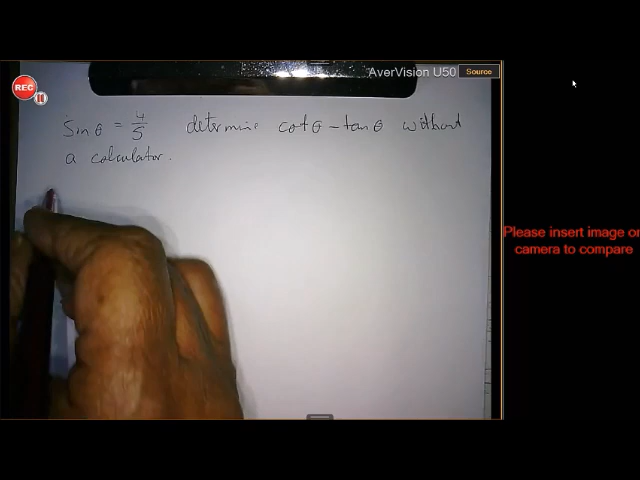 AverVision U50
Source
REC
sin θ = 4/5 determine cot θ - tan θ without
a calculator.
Please insert image or
camera to compare